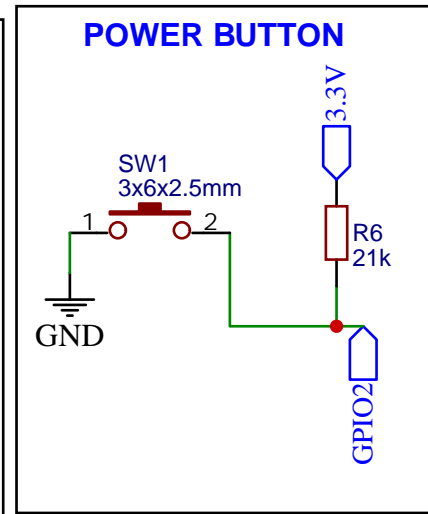 POWER BUTTON
3.3V
SW1
3x6x2.5mm
1
2
R6
21k
GND
GPIO2